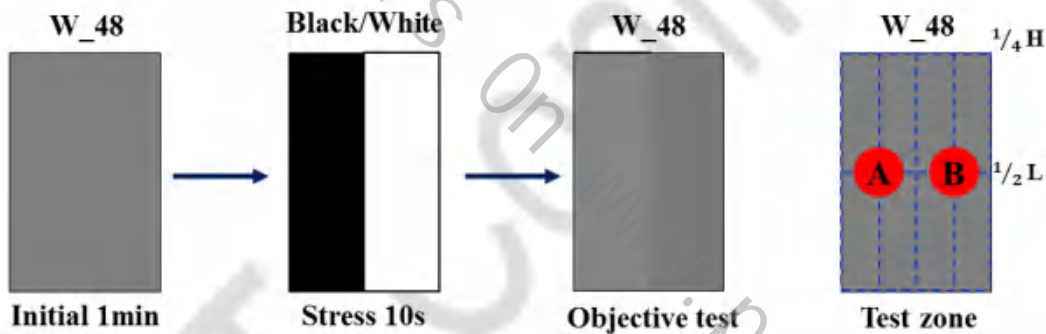 W_48
Black/White
W_48
W_48
1/4 H
A
B
1/2 L
Initial 1min
Stress 10s
Objective test
Test zone